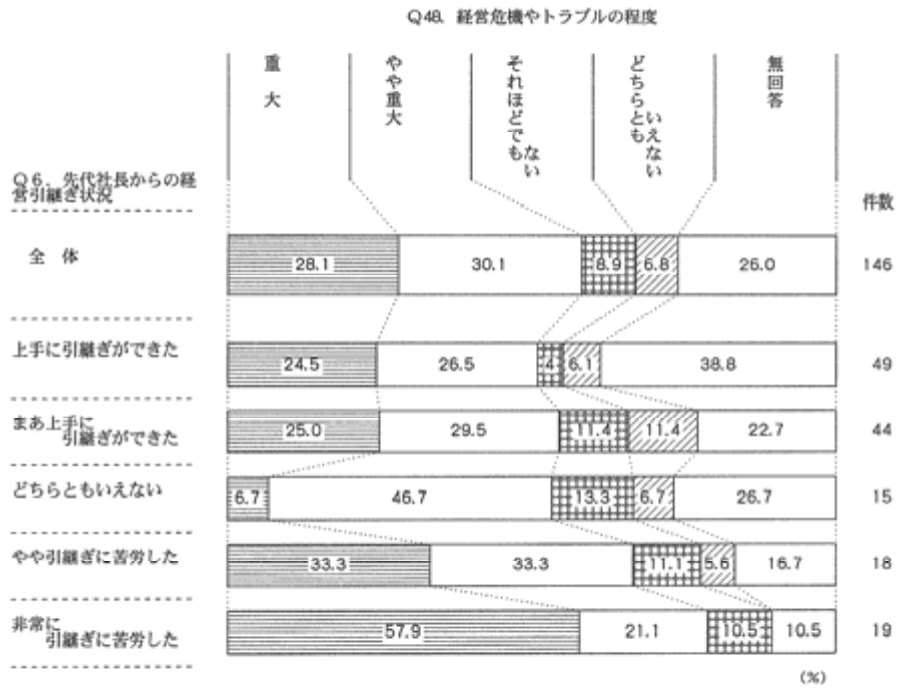 Q48. 経営危機やトラブルの程度
重大
やや重大
それほどでも
ない
どちらとも
いえない
無回答
Q6. 先代社長からの経
営引継ぎ状況
件数
全 体
28.1
30.1
8.9
6.8
26.0
146
上手に引継ぎができた
24.5
26.5
4
6.1
38.8
49
まあ上手に
引継ぎができた
25.0
29.5
11.4
11.4
22.7
44
どちらともいえない
6.7
46.7
13.3
6.7
26.7
15
やや引継ぎに苦労した
33.3
33.3
11.1
5.6
16.7
18
非常に
引継ぎに苦労した
57.9
21.1
10.5
10.5
19
(%)